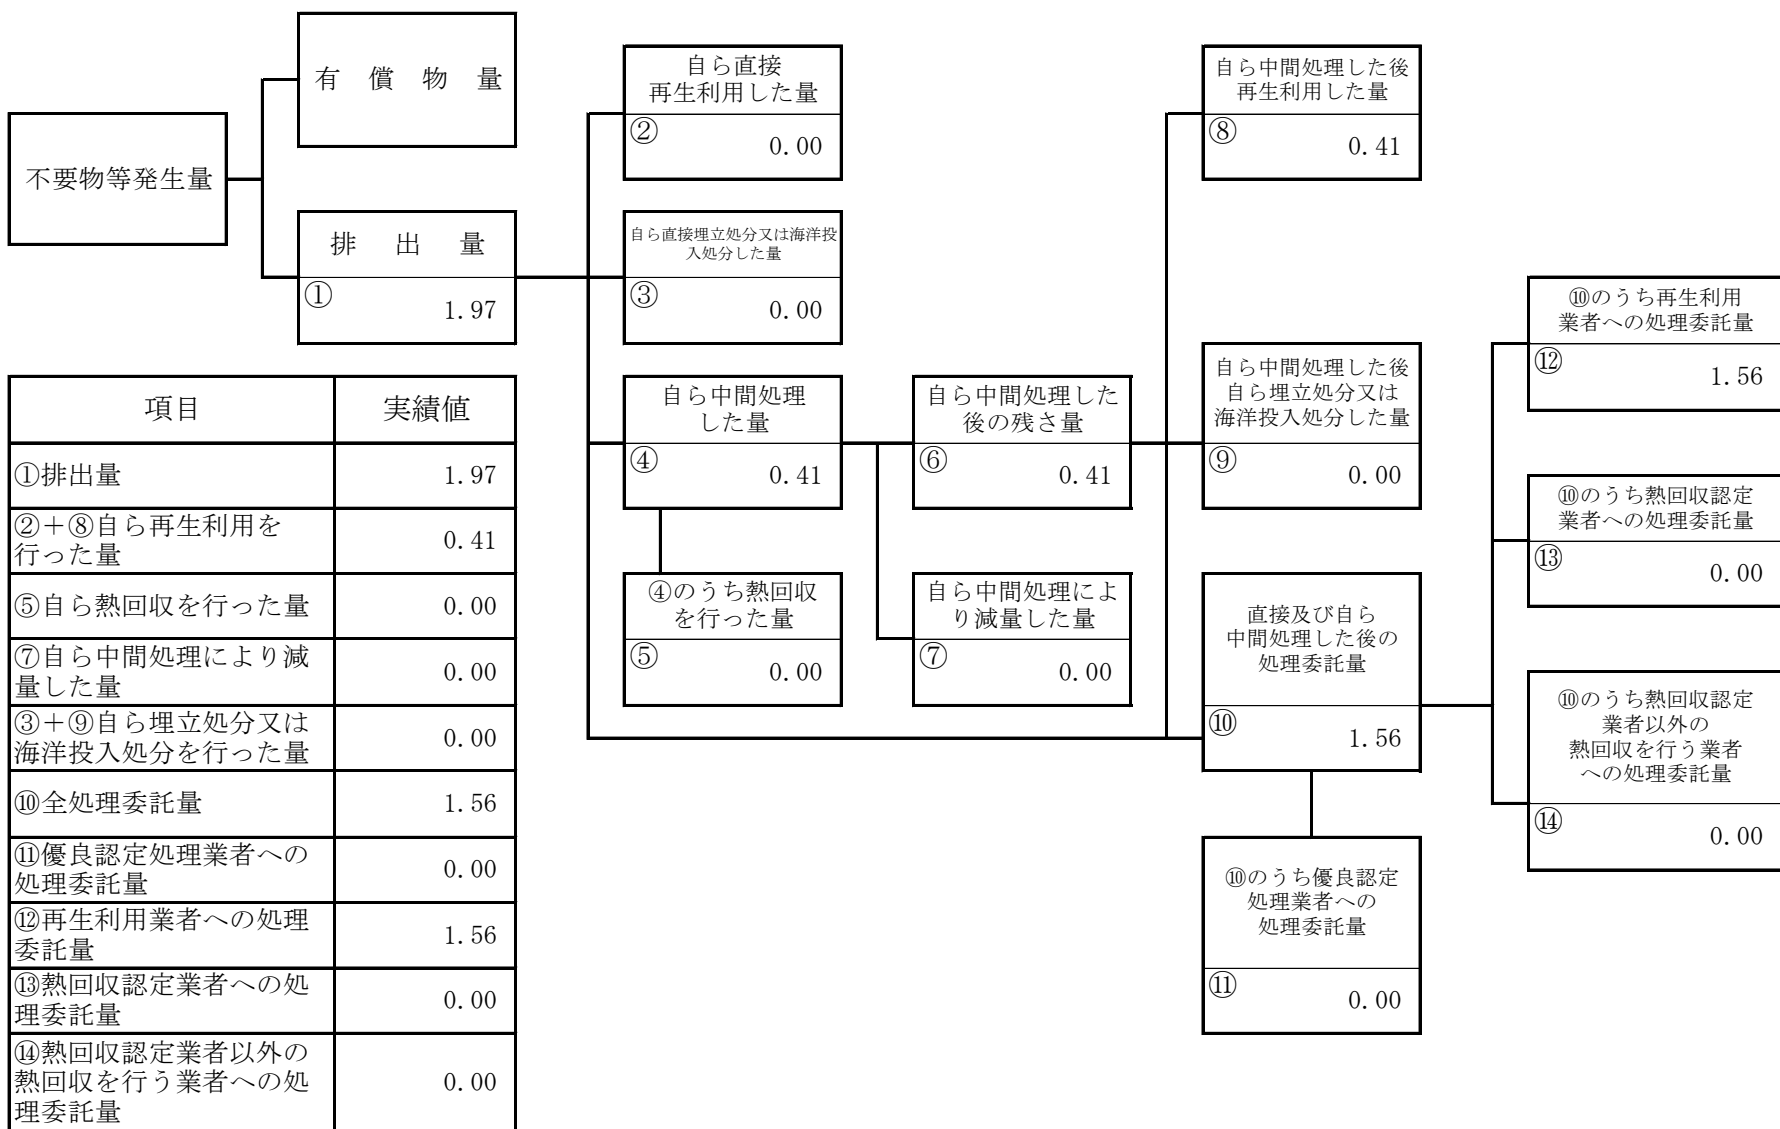 有償物量
不要物等発生量
排出量
①
1.97
自ら直接
再生利用した量
②
0.00
自ら直接埋立処分又は海洋投
入処分した量
③
0.00
自ら中間処理
した量
④
0.41
④のうち熱回収
を行った量
⑤
0.00
自ら中間処理した
後の残さ量
⑥
0.41
自ら中間処理によ
り減量した量
⑦
0.00
自ら中間処理した後
再生利用した量
⑧
0.41
自ら中間処理した後
自ら埋立処分又は
海洋投入処分した量
⑨
0.00
直接及び自ら
中間処理した後の
処理委託量
⑩
1.56
⑩のうち優良認定
処理業者への
処理委託量
⑪
0.00
⑩のうち再生利用
業者への処理委託量
⑫
1.56
⑩のうち熱回収認定
業者への処理委託量
⑬
0.00
⑩のうち熱回収認定
業者以外の
熱回収を行う業者
への処理委託量
⑭
0.00
項目 実績値
①排出量 1.97
②＋⑧自ら再生利用を
行った量 0.41
⑤自ら熱回収を行った量 0.00
⑦自ら中間処理により減
量した量 0.00
③＋⑨自ら埋立処分又は
海洋投入処分を行った量 0.00
⑩全処理委託量 1.56
⑪優良認定処理業者への
処理委託量 0.00
⑫再生利用業者への処理
委託量 1.56
⑬熱回収認定業者への処
理委託量 0.00
⑭熱回収認定業者以外の
熱回収を行う業者への処
理委託量 0.00